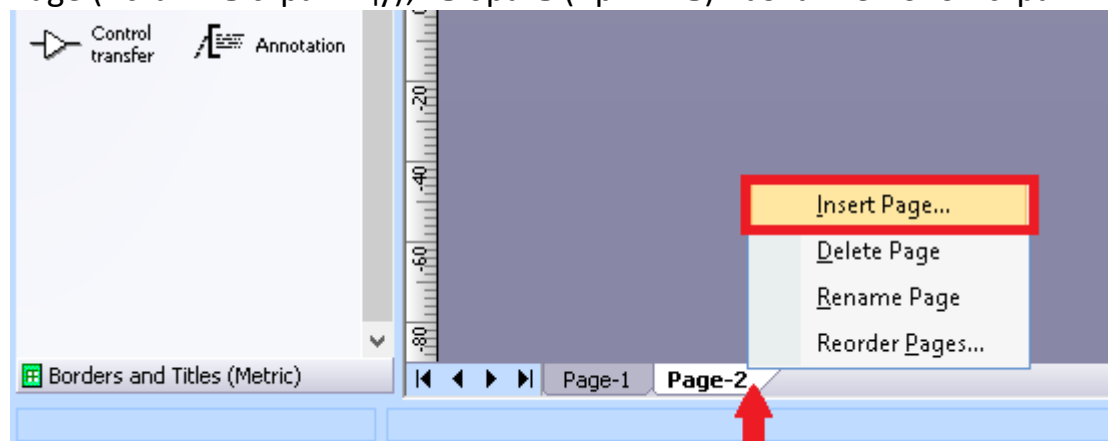 Control
transfer
Annotation
-20
-40
-60
-80
Insert Page...
Delete Page
Rename Page
Reorder Pages...
Borders and Titles (Metric)
Page-1
Page-2